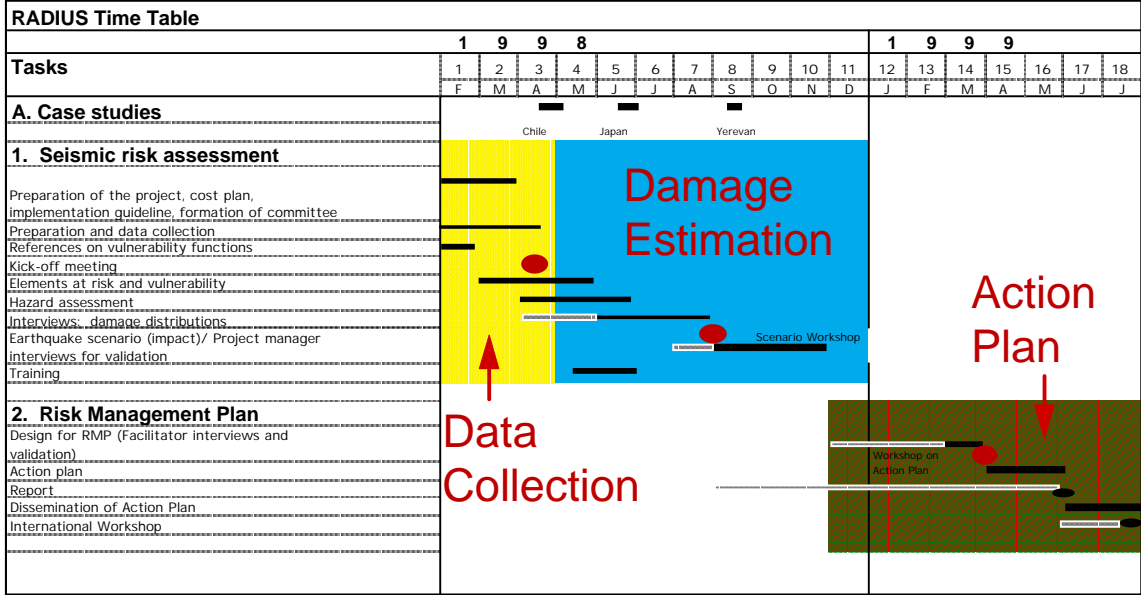 RADIUS Time Table
1 9 9 8 1 9 9 9
Tasks 1 2 3 4 5 6 7 8 9 10 11 12 13 14 15 16 17 18
F M A M J J A S O N D J F M A M J J
A. Case studies
Chile Japan Yerevan
1. Seismic risk assessment
Preparation of the project, cost plan,
implementation guideline, formation of committee
Preparation and data collection
References on vulnerability functions
Kick-off meeting
Elements at risk and vulnerability
Hazard assessment
Interviews: damage distributions
Earthquake scenario (impact)/ Project manager
interviews for validation
Training
Damage
Estimation
Scenario Workshop
Data
Collection
Action
Plan
2. Risk Management Plan
Design for RMP (Facilitator interviews and
validation)
Action plan
Report
Dissemination of Action Plan
International Workshop
Workshop on
Action Plan